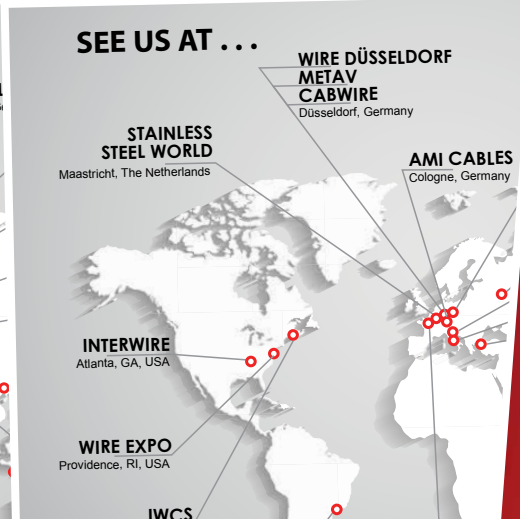 SEE US AT . . .
WIRE DÜSSELDORF
METAV
CABWIRE
Düsseldorf, Germany
STAINLESS
STEEL WORLD
Maastricht, The Netherlands
AMI CABLES
Cologne, Germany
INTERWIRE
Atlanta, GA, USA
WIRE EXPO
Providence, RI, USA
IWCS